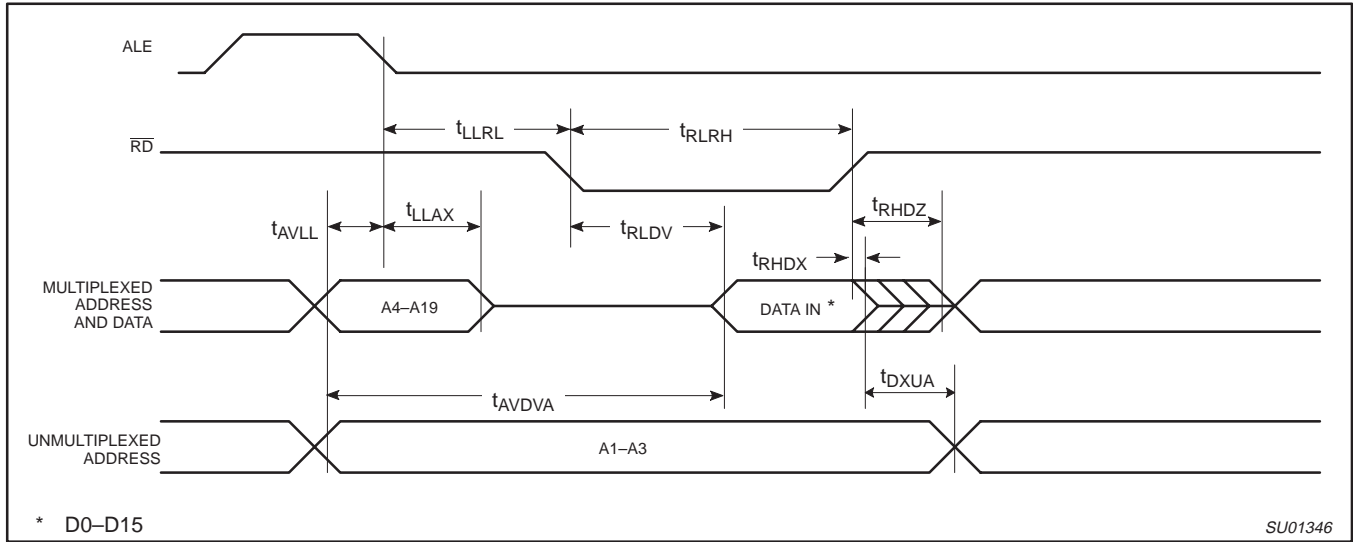 ALE
tLLRL
tRLRH
RD
tAVLL
tLLAX
tRLDV
tRHDZ
tRHDX
MULTIPLEXED
ADDRESS
AND DATA
A4–A19
DATA IN *
tAVDVA
tDXUA
UNMULTIPLEXED
ADDRESS
A1–A3
* D0–D15
SU01346